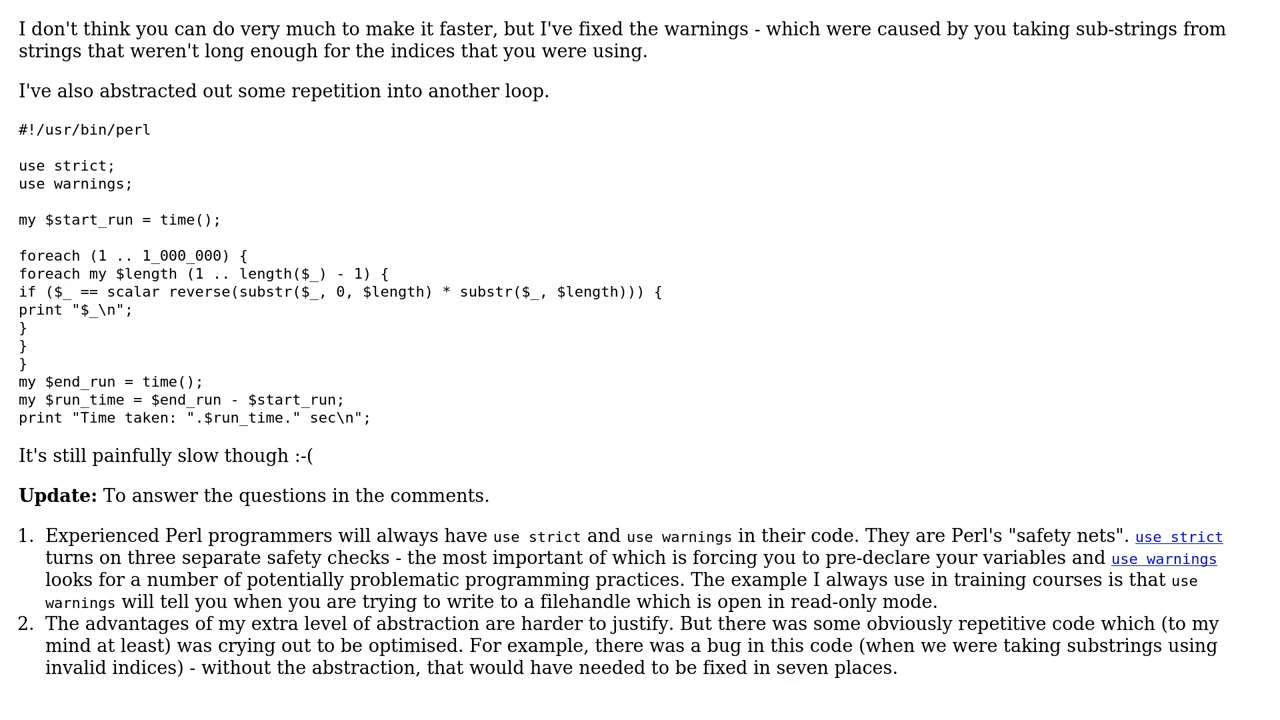 I don't think you can do very much to make it faster, but I've fixed the warnings - which were caused by you taking sub-strings from
strings that weren't long enough for the indices that you were using.
I've also abstracted out some repetition into another loop.
#!/usr/bin/perl
use strict;
use warnings;
my $start_run = time();
foreach (1 .. 1_000_000) {
foreach my $length (1 .. length($_) - 1) {
if ($_ == scalar reverse(substr($_, 0, $length) * substr($_, $length))) {
print "$_\n";
}
}
}
my $end_run = time();
my $run_time = $end_run - $start_run;
print "Time taken: ".$run_time." sec\n";
It's still painfully slow though :-(
Update: To answer the questions in the comments.
1. Experienced Perl programmers will always have use strict and use warnings in their code. They are Perl's "safety nets". use strict
turns on three separate safety checks - the most important of which is forcing you to pre-declare your variables and use warnings
looks for a number of potentially problematic programming practices. The example I always use in training courses is that use
warnings will tell you when you are trying to write to a filehandle which is open in read-only mode.
2. The advantages of my extra level of abstraction are harder to justify. But there was some obviously repetitive code which (to my
mind at least) was crying out to be optimised. For example, there was a bug in this code (when we were taking substrings using
invalid indices) - without the abstraction, that would have needed to be fixed in seven places.